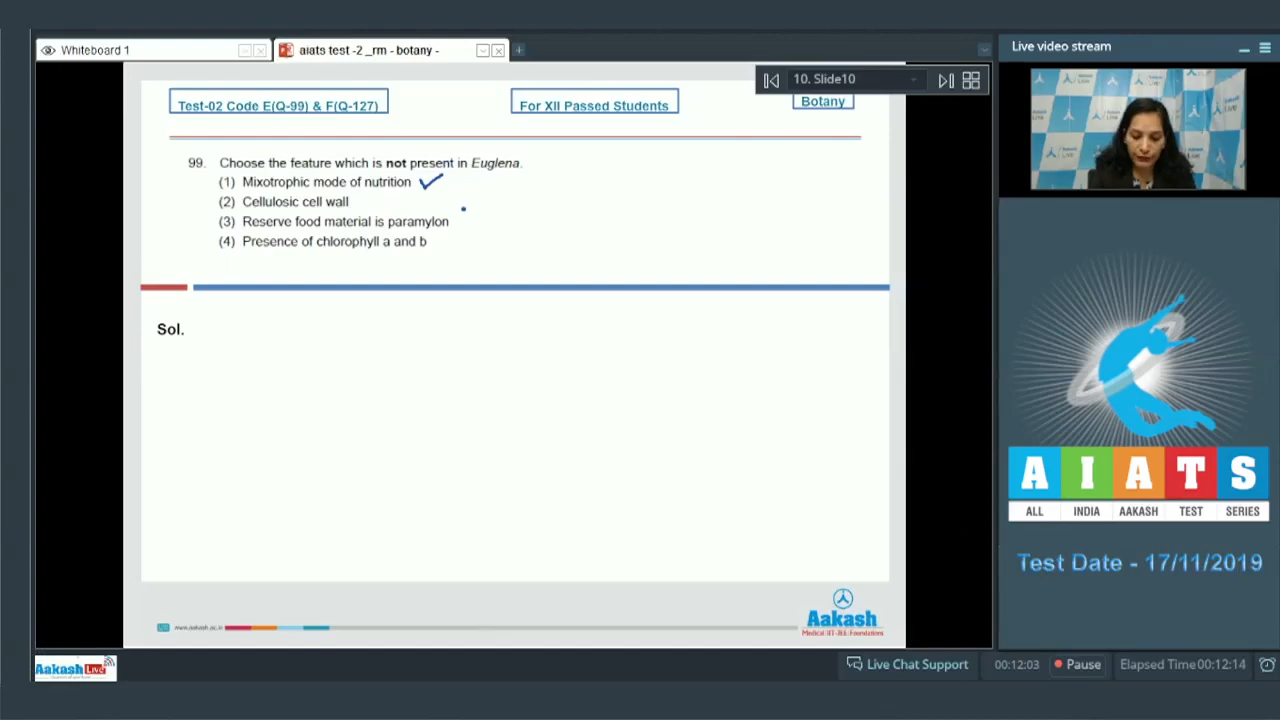 Whiteboard 1
aiats test -2 _rm - botany -
Live video stream
10. Slide10
Test-02 Code E(Q-99) & F(Q-127)
For XII Passed Students
Botany
99. Choose the feature which is not present in Euglena.
(1) Mixotrophic mode of nutrition
(2) Cellulosic cell wall
(3) Reserve food material is paramylon
(4) Presence of chlorophyll a and b
Sol.
A I A T S
ALL INDIA AAKASH TEST SERIES
Test Date - 17/11/2019
www.aakash.ac.in
Aakash
Medical|IIT-JEE|Foundations
Aakash Live
Live Chat Support
00:12:03
Pause
Elapsed Time 00:12:14